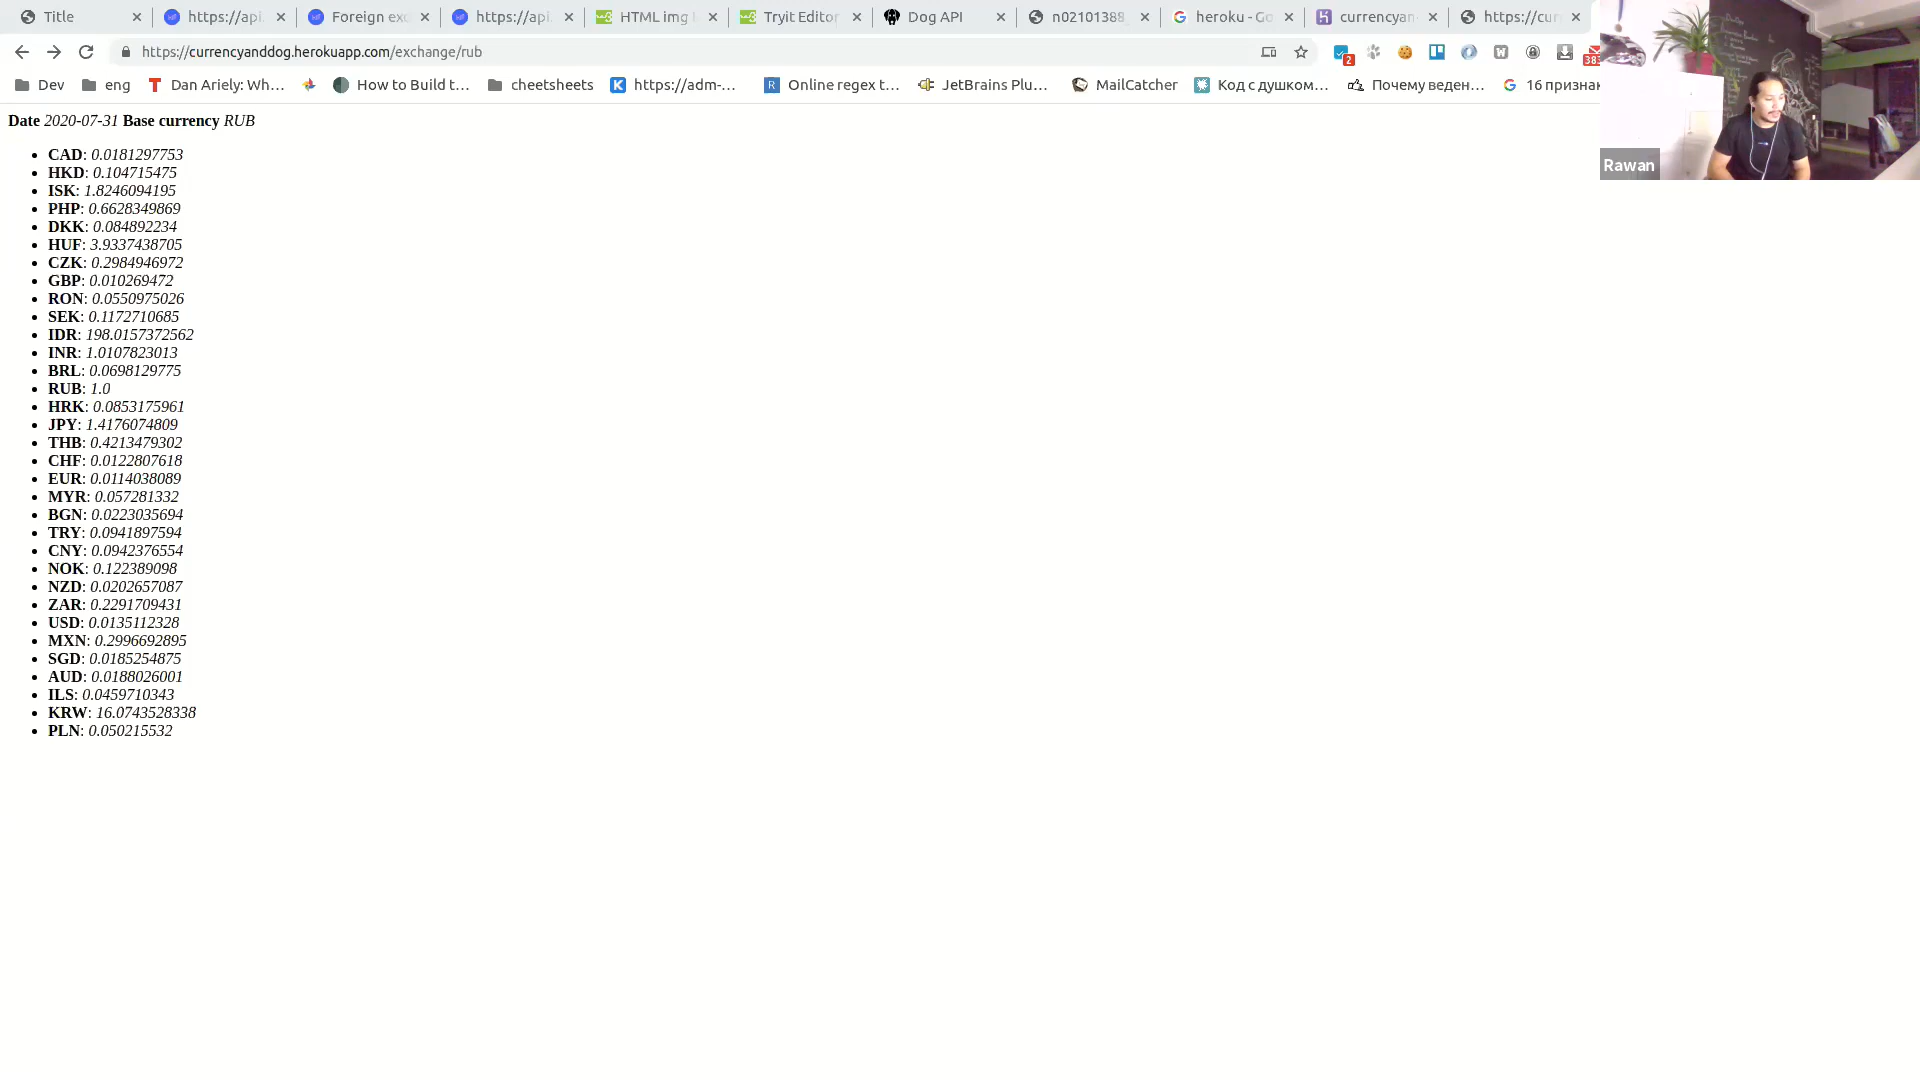 Title
https://api.
Foreign exc
https://api.
HTML img
Tryit Editor
Dog API
n02101388
heroku - Go
currencyan
https://cur
https://currencyanddog.herokuapp.com/exchange/rub
2
Dev
eng
Dan Ariely: Wh...
How to Build t...
cheetsheets
https://adm-...
Online regex t...
JetBrains Plu...
MailCatcher
Код с душком...
Почему веден...
16 признак
Rawan
Date 2020-07-31 Base currency RUB
CAD: 0.0181297753
HKD: 0.104715475
ISK: 1.8246094195
PHP: 0.6628349869
DKK: 0.084892234
HUF: 3.9337438705
CZK: 0.2984946972
GBP: 0.010269472
RON: 0.0550975026
SEK: 0.1172710685
IDR: 198.0157372562
INR: 1.0107823013
BRL: 0.0698129775
RUB: 1.0
HRK: 0.0853175961
JPY: 1.4176074809
THB: 0.4213479302
CHF: 0.0122807618
EUR: 0.0114038089
MYR: 0.057281332
BGN: 0.0223035694
TRY: 0.0941897594
CNY: 0.0942376554
NOK: 0.122389098
NZD: 0.0202657087
ZAR: 0.2291709431
USD: 0.0135112328
MXN: 0.2996692895
SGD: 0.0185254875
AUD: 0.0188026001
ILS: 0.0459710343
KRW: 16.0743528338
PLN: 0.050215532